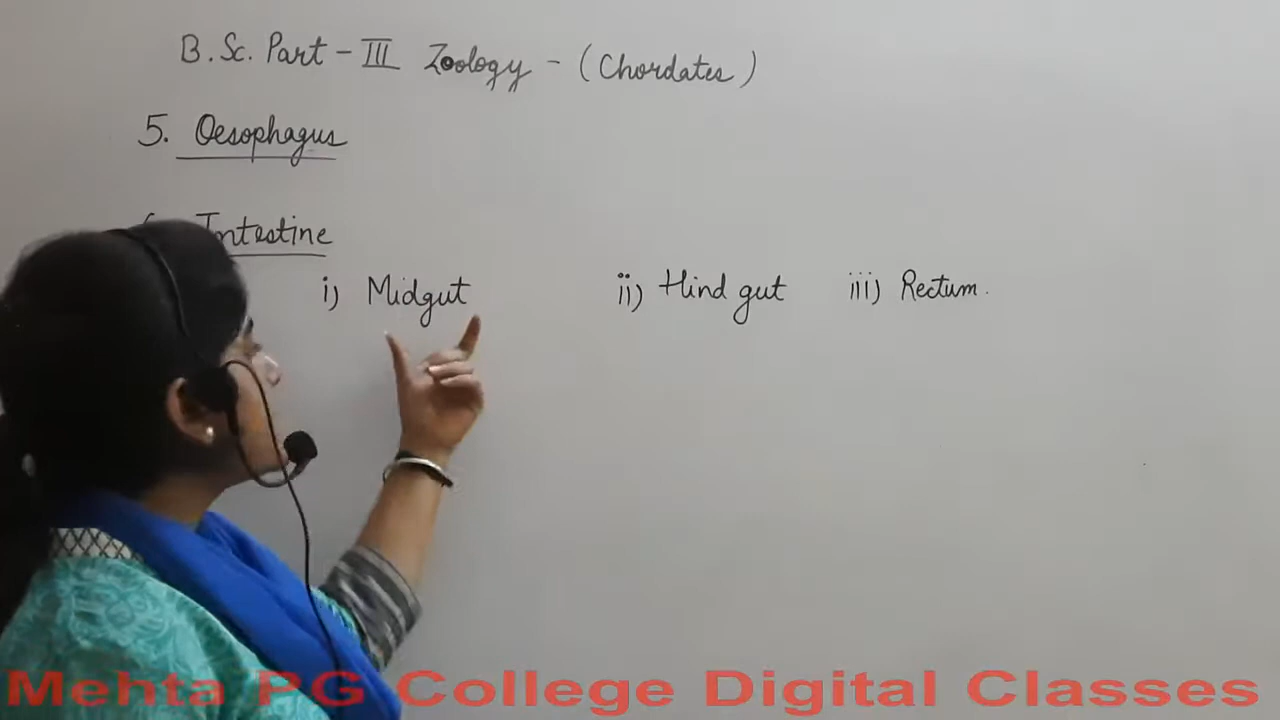 B.Sc. Part - III Zoology - (Chordates)
5. Oesophagus
Intestine
i) Midgut ii) Hind gut iii) Rectum.
Mehta PG College Digital Classes